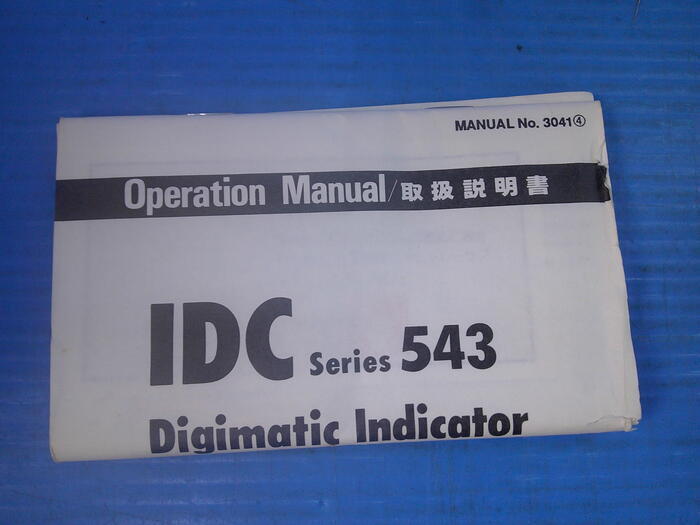 MANUAL No. 3041④
Operation Manual/取扱説明書
IDC Series 543
Digimatic Indicator